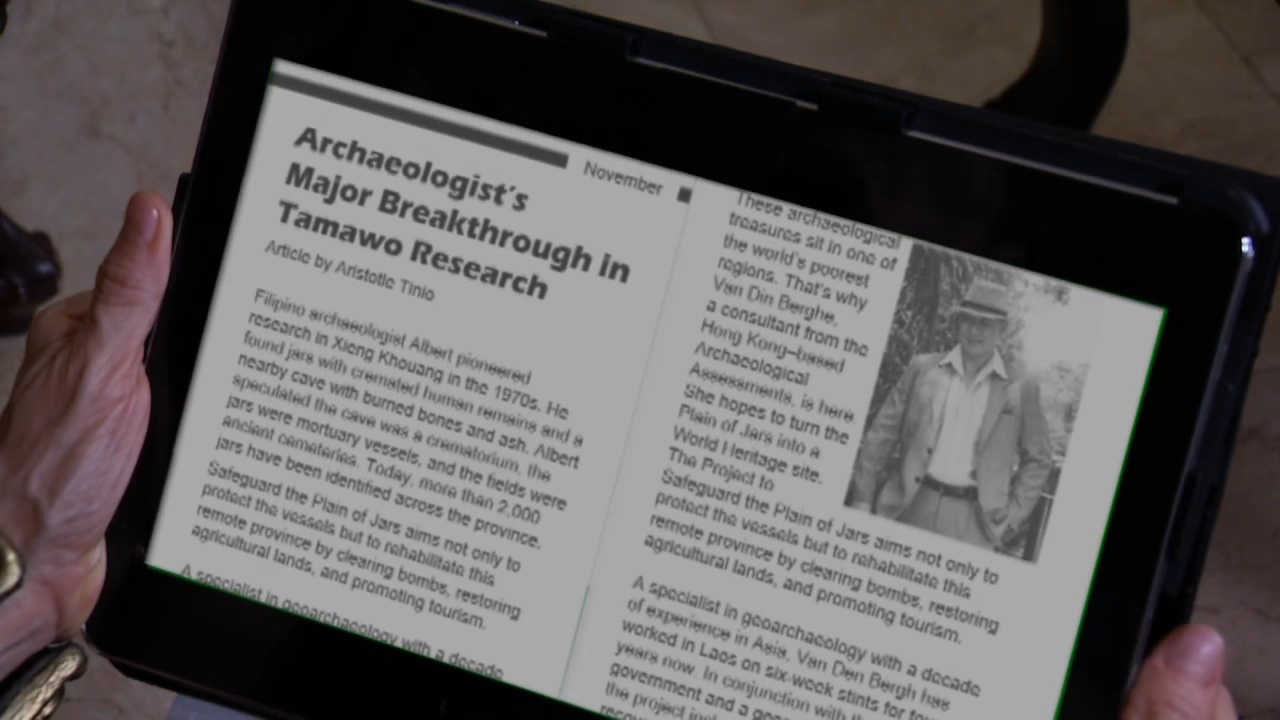 November
Archaeologist's
Major Breakthrough in
Tamawo Research
Article by Aristotle Tinio
Filipino archaeologist Albert pioneered
research in Xieng Khouang in the 1970s. He
found jars with cremated human remains and a
nearby cave with burned bones and ash. Albert
speculated the cave was a crematorium, the
jars were mortuary vessels, and the fields were
ancient cemeteries. Today, more than 2,000
jars have been identified across the province.
Safeguard the Plain of Jars aims not only to
protect the vessels but to rehabilitate this
remote province by clearing bombs, restoring
agricultural lands, and promoting tourism.
A specialist in geoarchaeology with a decade
These archaeological
treasures sit in one of
the world's poorest
regions. That's why
Van Din Berghe,
a consultant from the
Hong Kong–based
Archaeological
Assessments, is here
She hopes to turn the
Plain of Jars into a
World Heritage site.
The Project to
Safeguard the Plain of Jars aims not only to
protect the vessels but to rehabilitate this
remote province by clearing bombs, restoring
agricultural lands, and promoting tourism.
A specialist in geoarchaeology with a decade
of experience in Asia, Van Den Bergh has
worked in Laos on six-week stints for four
years now. In conjunction with the
government and a
the project